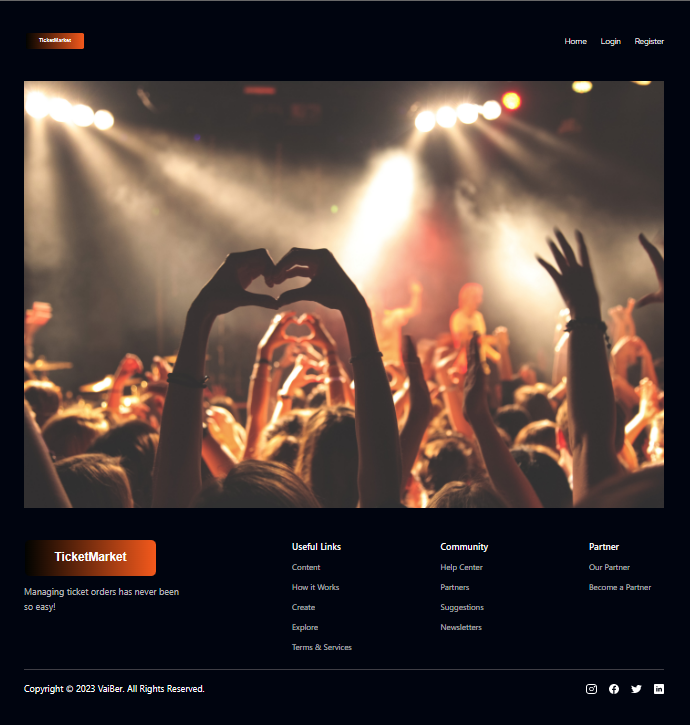 TicketMarket
Home Login Register
TicketMarket
Managing ticket orders has never been
so easy!
Useful Links
Content
How it Works
Create
Explore
Terms & Services
Community
Help Center
Partners
Suggestions
Newsletters
Partner
Our Partner
Become a Partner
Copyright © 2023 VaiBer. All Rights Reserved.